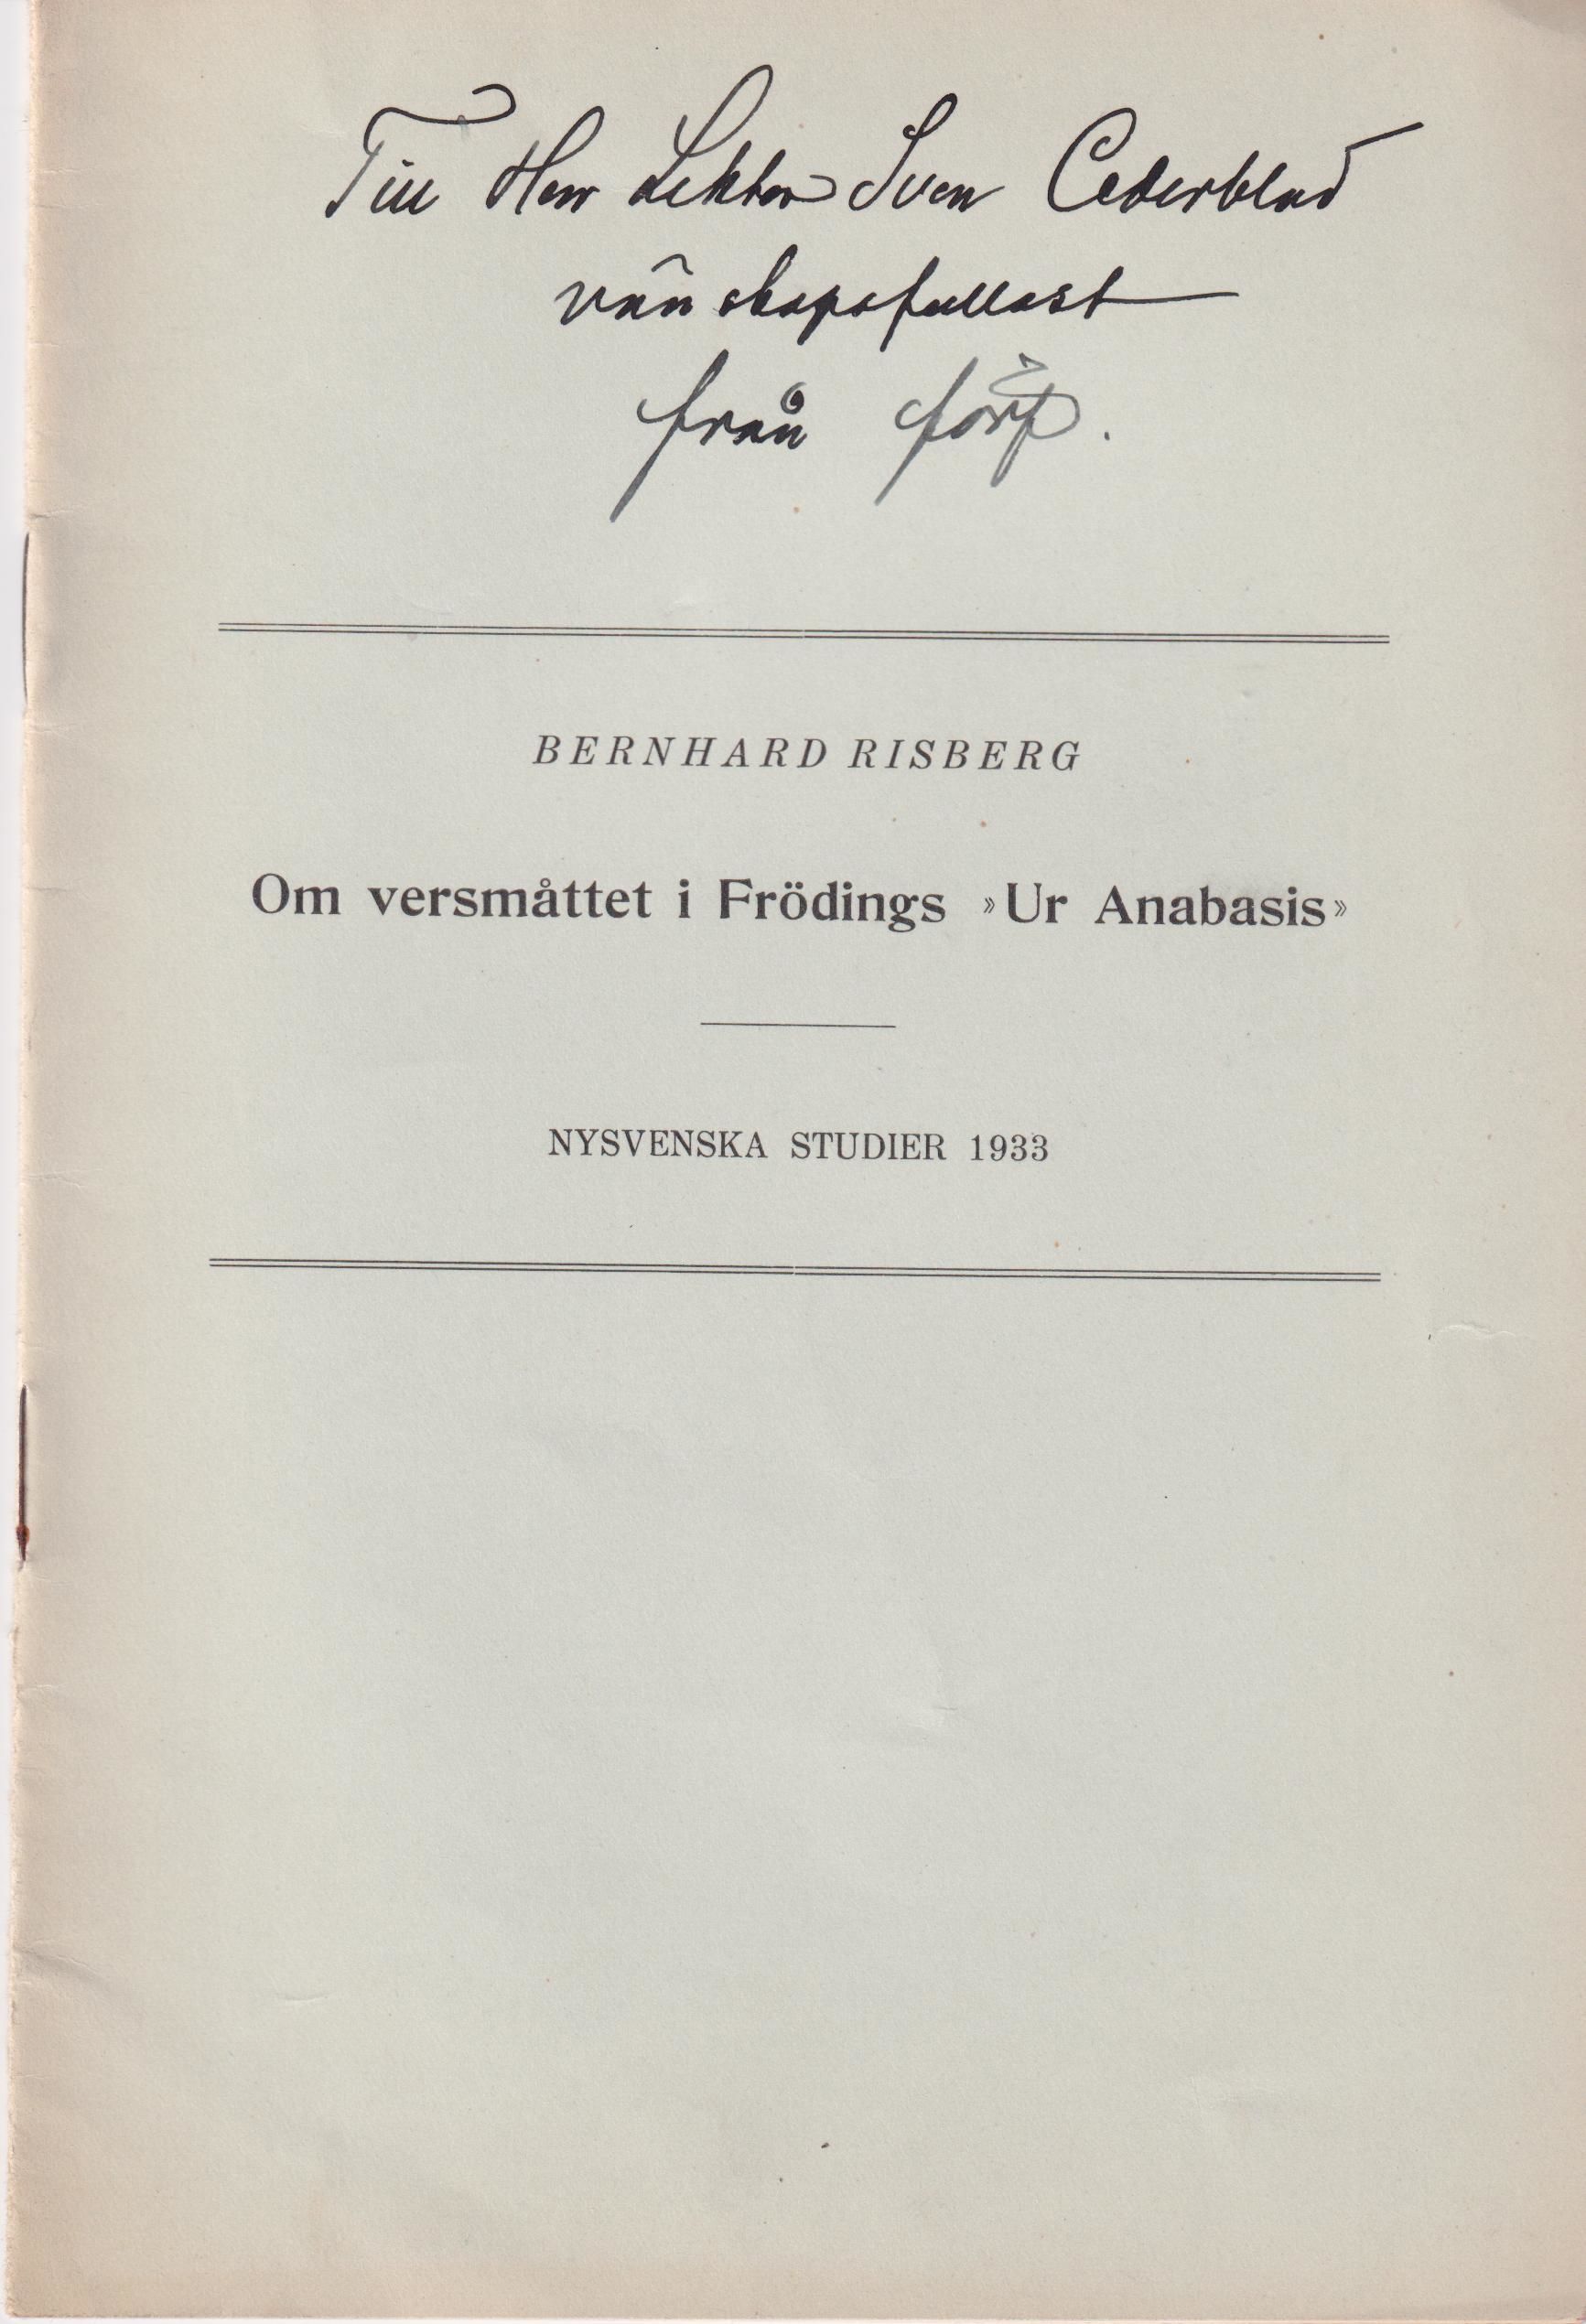 Till Herr Lektor Sven Cederblad
vänskapsfullast
från förf.
BERNHARD RISBERG
Om versmåttet i Frödings »Ur Anabasis»
NYSVENSKA STUDIER 1933